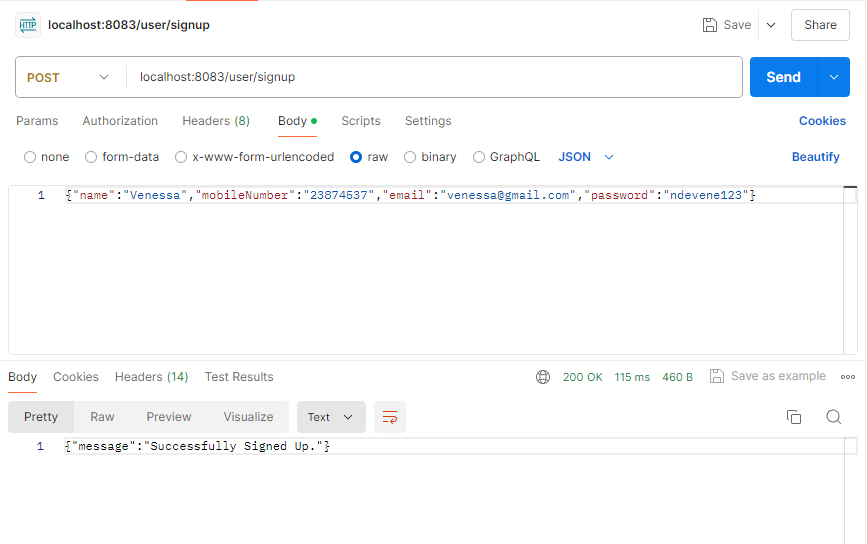 HTTP localhost:8083/user/signup Save Share
POST localhost:8083/user/signup Send
Params Authorization Headers (8) Body Scripts Settings Cookies
none form-data x-www-form-urlencoded raw binary GraphQL JSON Beautify
1 {"name":"Venessa","mobileNumber":"23874537","email":"venessa@gmail.com","password":"ndevene123"}
Body Cookies Headers (14) Test Results 200 OK 115 ms 460 B Save as example
Pretty Raw Preview Visualize Text
1 {"message":"Successfully Signed Up."}